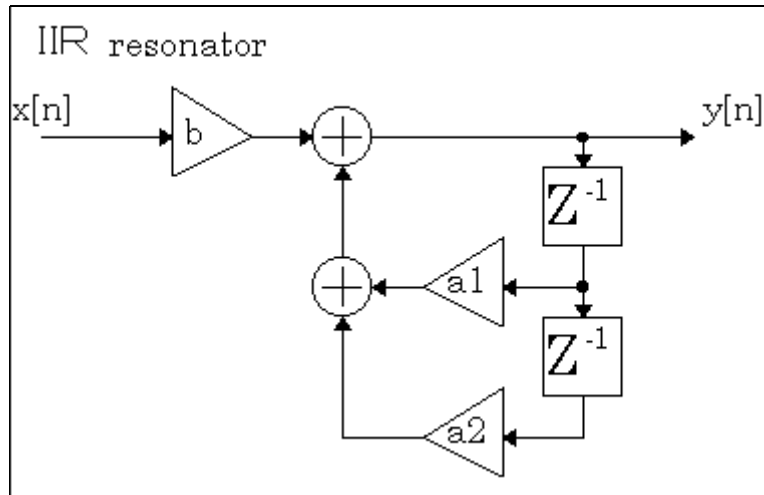 IIR resonator
x[n]
b
y[n]
Z-1
a1
Z-1
a2